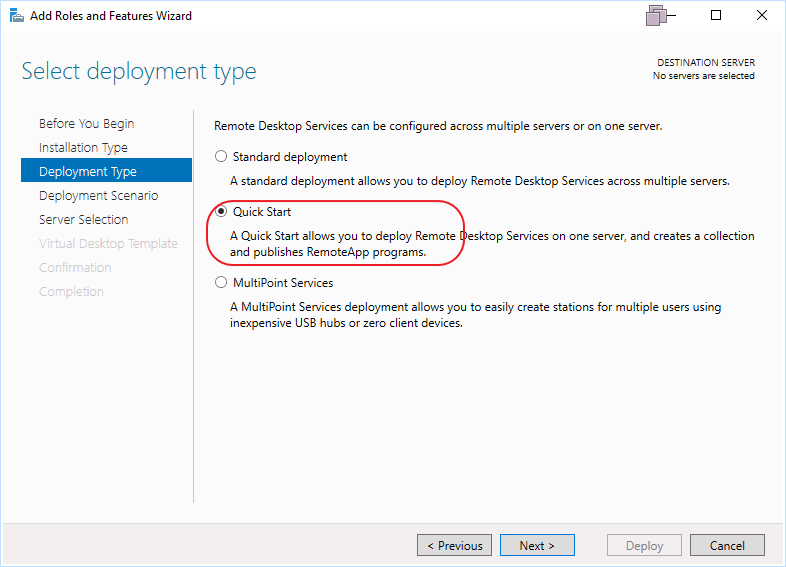 Add Roles and Features Wizard
Select deployment type
DESTINATION SERVER
No servers are selected
Before You Begin
Installation Type
Deployment Type
Deployment Scenario
Server Selection
Virtual Desktop Template
Confirmation
Completion
Remote Desktop Services can be configured across multiple servers or on one server.
Standard deployment
A standard deployment allows you to deploy Remote Desktop Services across multiple servers.
Quick Start
A Quick Start allows you to deploy Remote Desktop Services on one server, and creates a collection
and publishes RemoteApp programs.
MultiPoint Services
A MultiPoint Services deployment allows you to easily create stations for multiple users using
inexpensive USB hubs or zero client devices.
< Previous
Next >
Deploy
Cancel